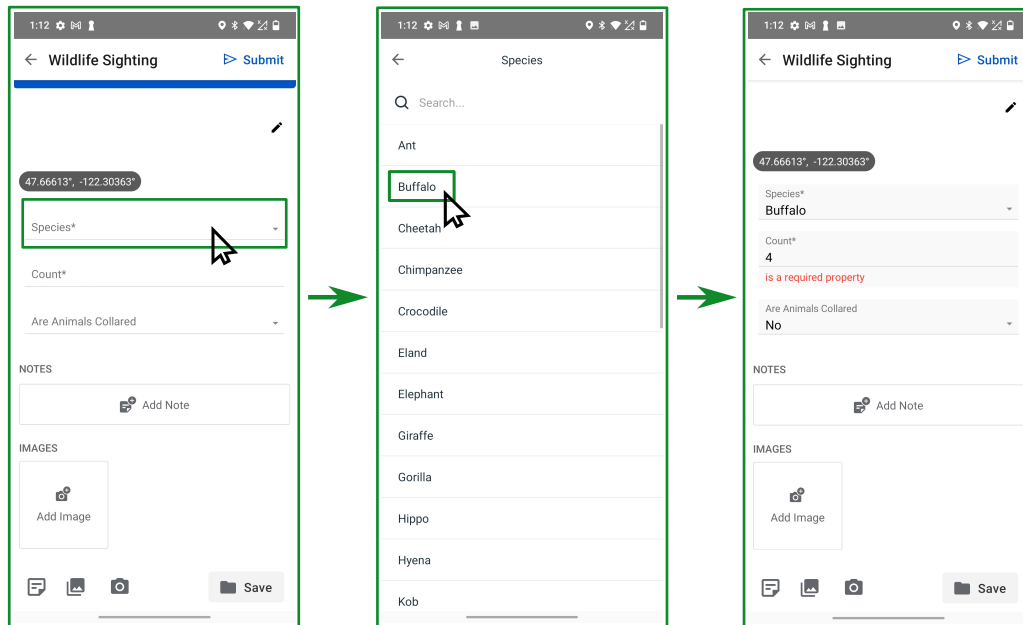 1:12
Wildlife Sighting
Submit
47.66613°, -122.30363°
Species*
Count*
Are Animals Collared
NOTES
Add Note
IMAGES
Add Image
Save
1:12
Species
Search...
Ant
Buffalo
Cheetah
Chimpanzee
Crocodile
Eland
Elephant
Giraffe
Gorilla
Hippo
Hyena
Kob
1:12
Wildlife Sighting
Submit
47.66613°, -122.30363°
Species*
Buffalo
Count*
4
is a required property
Are Animals Collared
No
NOTES
Add Note
IMAGES
Add Image
Save